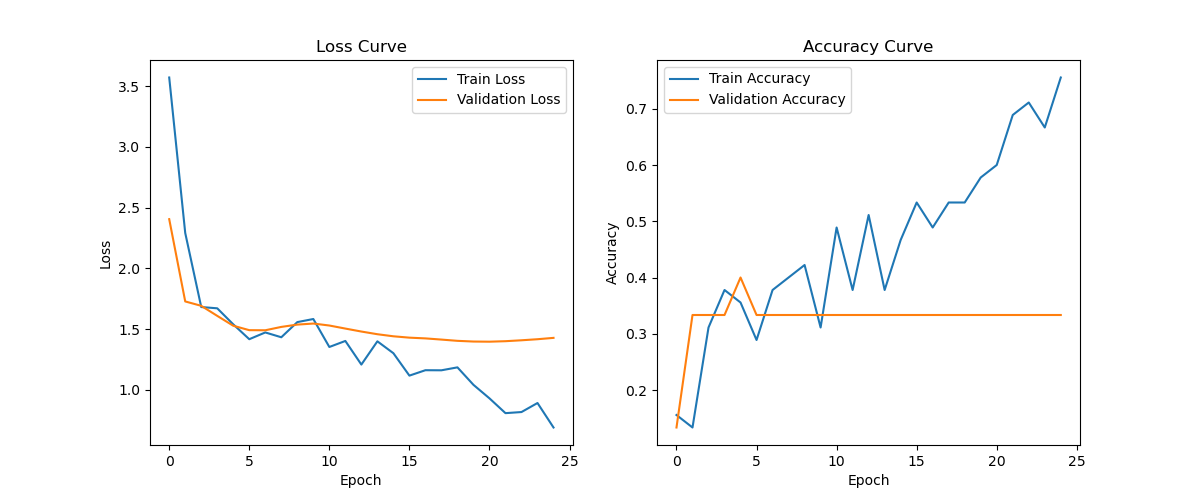 Loss Curve
3.5
3.0
2.5
2.0
1.5
1.0
Loss
Train Loss
Validation Loss
0 5 10 15 20 25
Epoch
Accuracy Curve
0.7
0.6
0.5
0.4
0.3
0.2
Accuracy
Train Accuracy
Validation Accuracy
0 5 10 15 20 25
Epoch